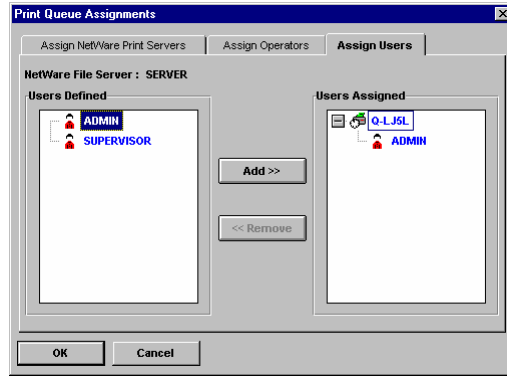 Print Queue Assignments
Assign NetWare Print Servers
Assign Operators
Assign Users
NetWare File Server : SERVER
Users Defined
Users Assigned
ADMIN
SUPERVISOR
Q-LJ5L
ADMIN
Add >>
<< Remove
OK
Cancel